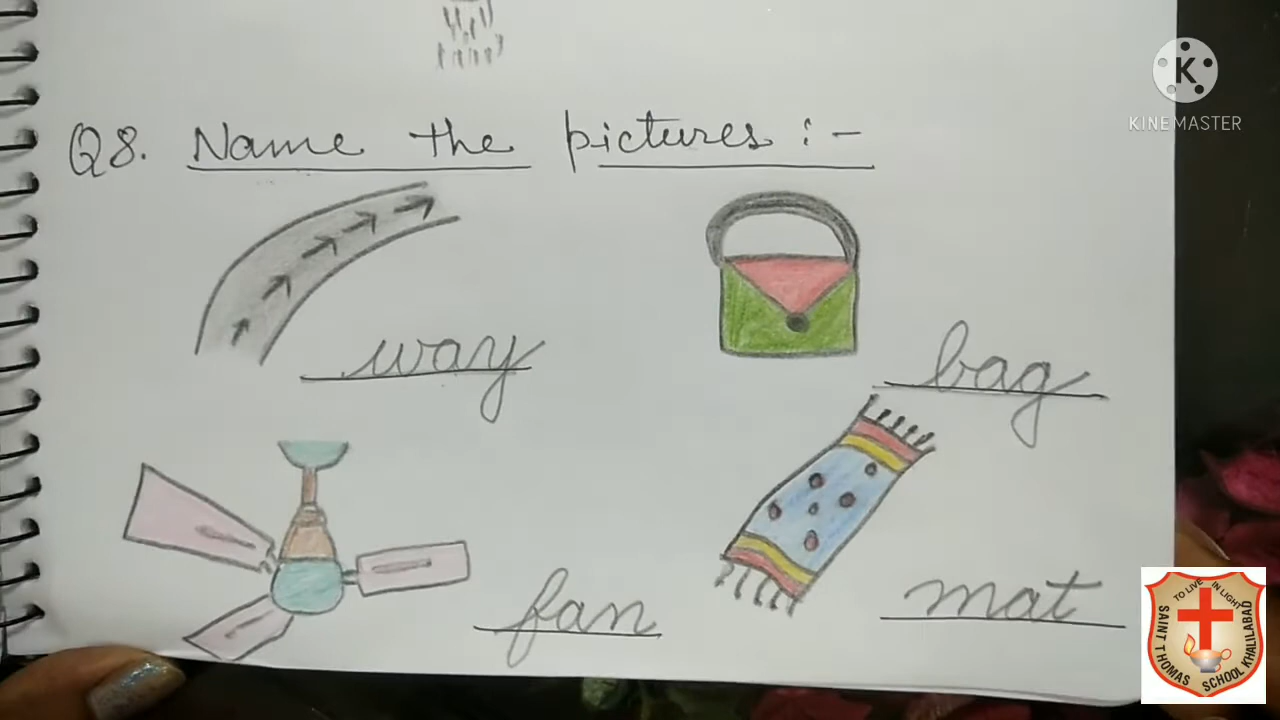 Q8. Name the pictures :-
way
bag
fan
mat
K
KINEMASTER
TO LIVE IN LIGHT
SAINT THOMAS SCHOOL KHALILABAD